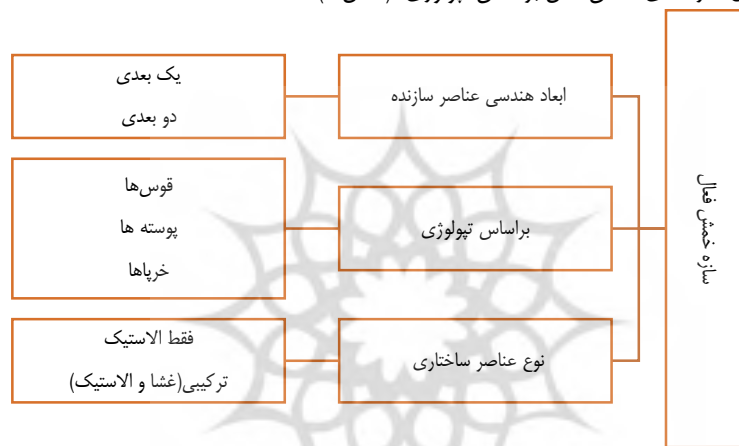 سازه خمش فعال
ابعاد هندسی عناصر سازنده
یک بعدی
دو بعدی
براساس تپولوژی
قوس‌ها
پوسته ها
خرپاها
نوع عناصر ساختاری
فقط الاستیک
ترکیبی(غشا و الاستیک)